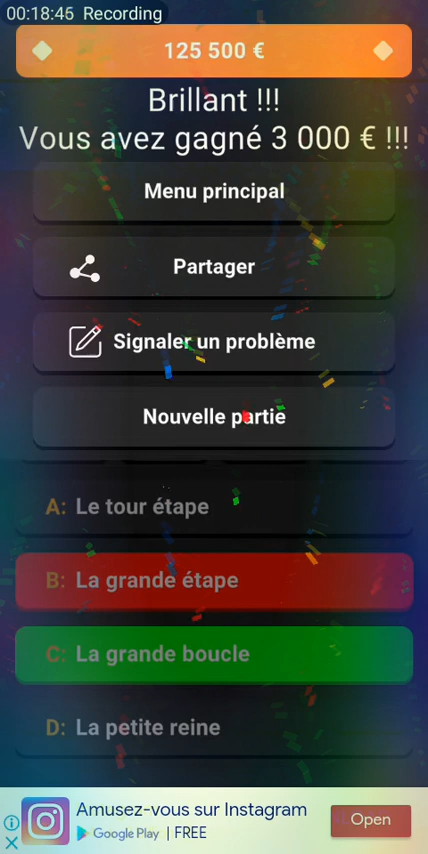 00:18:46 Recording
125 500 €
Brillant !!!
Vous avez gagné 3 000 € !!!
Menu principal
Partager
Signaler un problème
Nouvelle partie
A: Le tour étape
B: La grande étape
C: La grande boucle
D: La petite reine
Amusez-vous sur Instagram
Google Play | FREE
Open